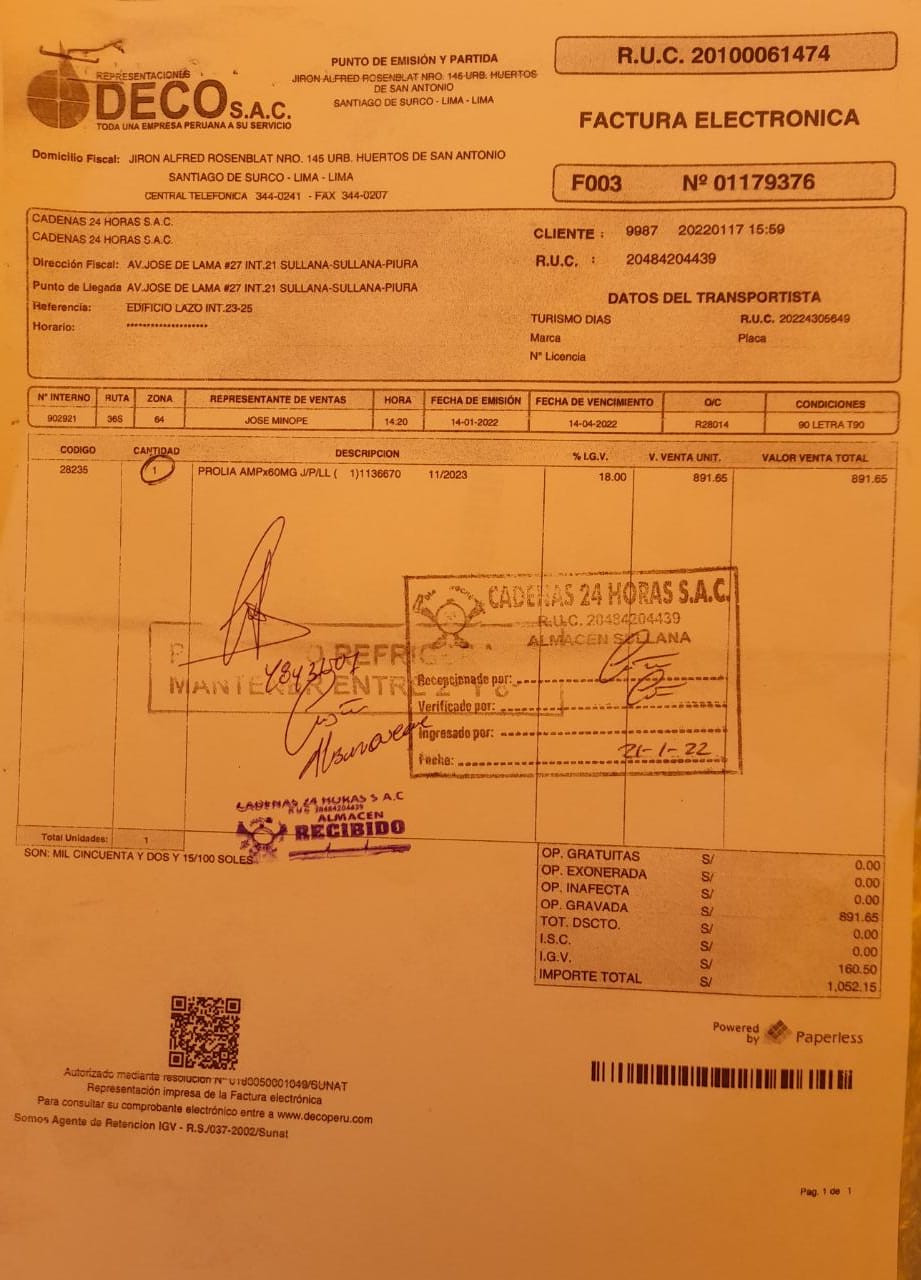 REPRESENTACIONES
DECO S.A.C.
TODA UNA EMPRESA PERUANA A SU SERVICIO
PUNTO DE EMISIÓN Y PARTIDA
JIRON ALFRED ROSENBLAT NRO. 145 URB. HUERTOS
DE SAN ANTONIO
SANTIAGO DE SURCO - LIMA - LIMA
R.U.C. 20100061474
FACTURA ELECTRONICA
F003 Nº 01179376
Domicilio Fiscal: JIRON ALFRED ROSENBLAT NRO. 145 URB. HUERTOS DE SAN ANTONIO
SANTIAGO DE SURCO - LIMA - LIMA
CENTRAL TELEFONICA 344-0241 - FAX 344-0207
CADENAS 24 HORAS S.A.C.
CADENAS 24 HORAS S.A.C.
Dirección Fiscal: AV.JOSE DE LAMA #27 INT.21 SULLANA-SULLANA-PIURA
Punto de Llegada AV.JOSE DE LAMA #27 INT.21 SULLANA-SULLANA-PIURA
Referencia: EDIFICIO LAZO INT.23-25
Horario: ******************
CLIENTE : 9987 20220117 15:59
R.U.C. : 20484204439
DATOS DEL TRANSPORTISTA
TURISMO DIAS R.U.C. 20224305649
Marca Placa
N° Licencia
N° INTERNO RUTA ZONA REPRESENTANTE DE VENTAS HORA FECHA DE EMISIÓN FECHA DE VENCIMIENTO O/C CONDICIONES
902921 36S 64 JOSE MINOPE 14:20 14-01-2022 14-04-2022 R28014 90 LETRA T90
CODIGO CANTIDAD DESCRIPCION % I.G.V. V. VENTA UNIT. VALOR VENTA TOTAL
28235 1 PROLIA AMPx60MG J/P/LL ( 1)1136670 11/2023 18.00 891.65 891.65
CADENAS 24 HORAS S.A.C.
R.U.C. 20484204439
ALMACEN SULLANA
Recepcionado por:
Verificado por:
Ingresado por:
Fecha: 21-1-22
MANTENER ENTRE
CADENAS 24 HORAS S A.C
RUC 20484204439
ALMACEN
RECIBIDO
Total Unidades: 1
SON: MIL CINCUENTA Y DOS Y 15/100 SOLES
OP. GRATUITAS S/ 0.00
OP. EXONERADA S/ 0.00
OP. INAFECTA S/ 0.00
OP. GRAVADA S/ 891.65
TOT. DSCTO. S/ 0.00
I.S.C. S/ 0.00
I.G.V. S/ 160.50
IMPORTE TOTAL S/ 1,052.15
Powered by Paperless
Autorizado mediante resolución N° 0180050001049/SUNAT
Representación impresa de la Factura electrónica
Para consultar su comprobante electrónico entre a www.decoperu.com
Somos Agente de Retencion IGV - R.S./037-2002/Sunat
Pag. 1 de 1